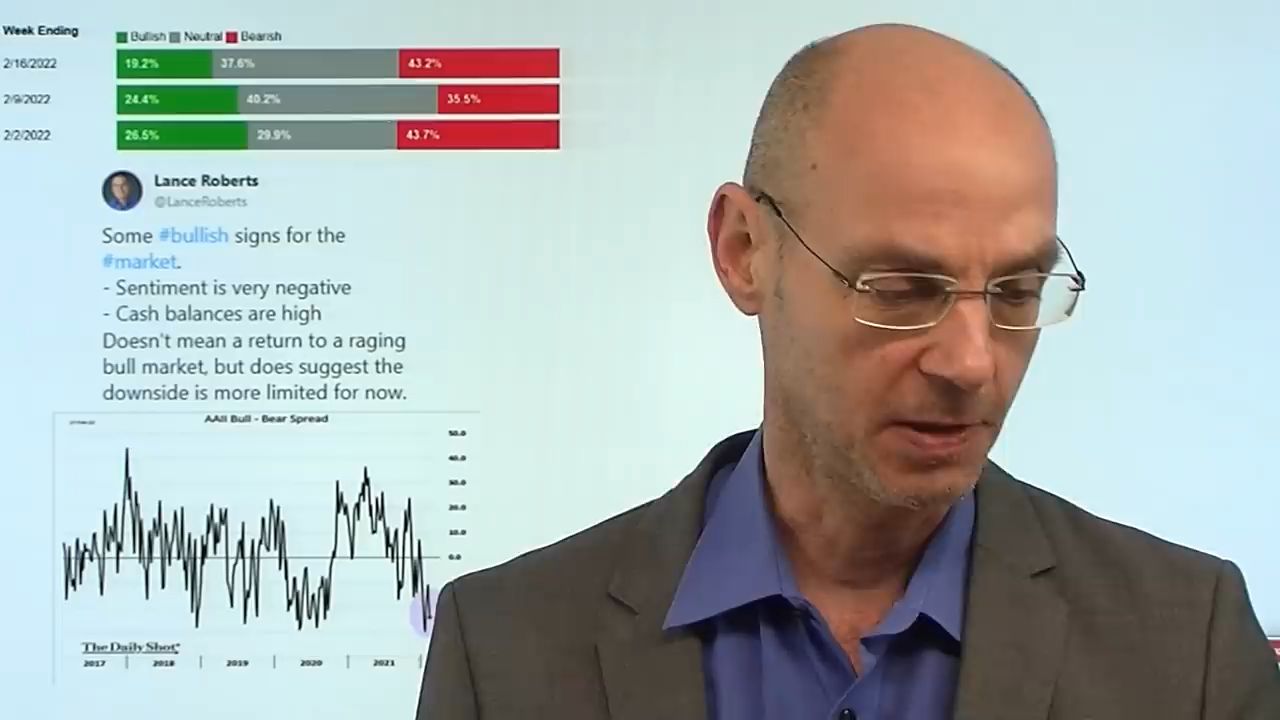 Week Ending
Bullish Neutral Bearish
2/16/2022 19.2% 37.6% 43.2%
2/9/2022 24.4% 40.2% 35.5%
2/2/2022 26.5% 29.9% 43.7%
Lance Roberts
@LanceRoberts
Some #bullish signs for the
#market.
- Sentiment is very negative
- Cash balances are high
Doesn't mean a return to a raging
bull market, but does suggest the
downside is more limited for now.
AAII Bull - Bear Spread
50.0
40.0
30.0
20.0
10.0
0.0
The Daily Shot
2017 2018 2019 2020 2021